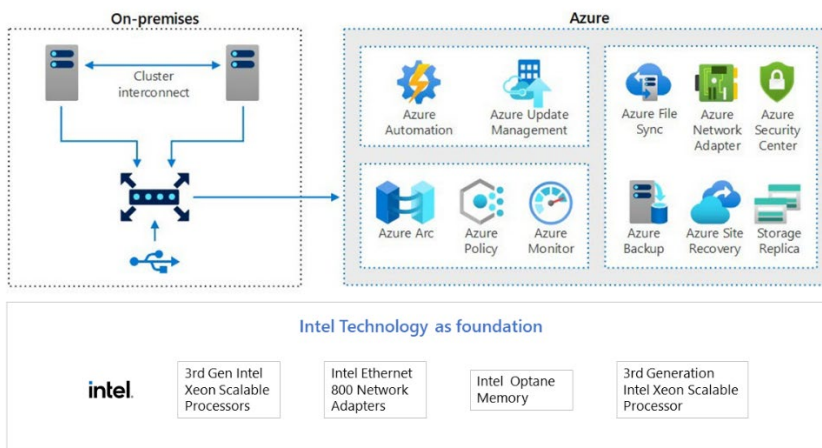 On-premises
Cluster
interconnect
Azure
Azure
Automation
Azure Update
Management
Azure Arc
Azure
Policy
Azure
Monitor
Azure File
Sync
Azure
Network
Adapter
Azure
Security
Center
Azure
Backup
Azure Site
Recovery
Storage
Replica
Intel Technology as foundation
intel.
3rd Gen Intel
Xeon Scalable
Processors
Intel Ethernet
800 Network
Adapters
Intel Optane
Memory
3rd Generation
Intel Xeon Scalable
Processor